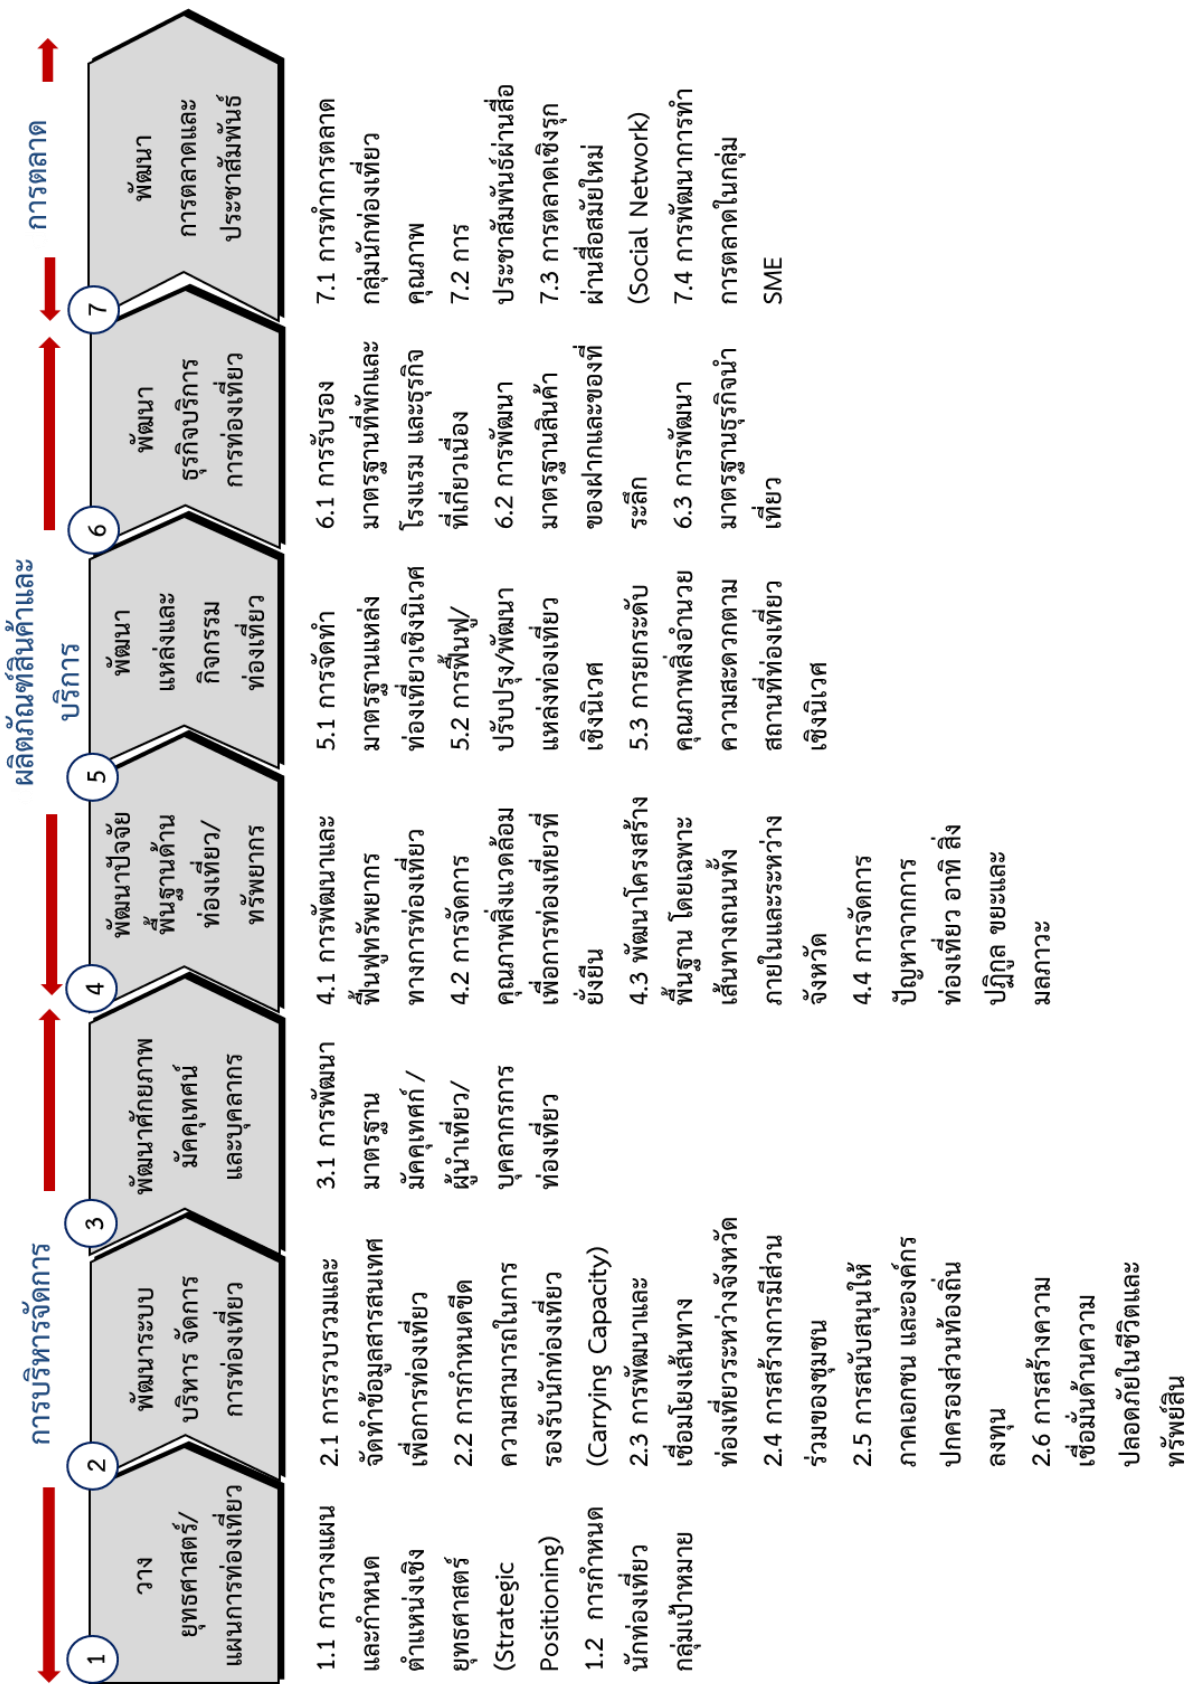 การบริหารจัดการ
ผลิตภัณฑ์สินค้าและ
บริการ
การตลาด
1
วาง
ยุทธศาสตร์/
แผนการท่องเที่ยว
2
พัฒนาระบบ
บริหาร จัดการ
การท่องเที่ยว
3
พัฒนาศักยภาพ
มัคคุเทศน์
และบุคลากร
4
พัฒนาปัจจัย
พื้นฐานด้าน
ท่องเที่ยว/
ทรัพยากร
5
พัฒนา
แหล่งและ
กิจกรรม
ท่องเที่ยว
6
พัฒนา
ธุรกิจบริการ
การท่องเที่ยว
7
พัฒนา
การตลาดและ
ประชาสัมพันธ์
1.1 การวางแผน
และกำหนด
ตำแหน่งเชิง
ยุทธศาสตร์
(Strategic
Positioning)
1.2 การกำหนด
นักท่องเที่ยว
กลุ่มเป้าหมาย
2.1 การรวบรวมและ
จัดทำข้อมูลสารสนเทศ
เพื่อการท่องเที่ยว
2.2 การกำหนดขีด
ความสามารถในการ
รองรับนักท่องเที่ยว
(Carrying Capacity)
2.3 การพัฒนาและ
เชื่อมโยงเส้นทาง
ท่องเที่ยวระหว่างจังหวัด
2.4 การสร้างการมีส่วน
ร่วมของชุมชน
2.5 การสนับสนุนให้
ภาคเอกชน และองค์กร
ปกครองส่วนท้องถิ่น
ลงทุน
2.6 การสร้างความ
เชื่อมั่นด้านความ
ปลอดภัยในชีวิตและ
ทรัพย์สิน
3.1 การพัฒนา
มาตรฐาน
มัคคุเทศก์ /
ผู้นำเที่ยว/
บุคลากรการ
ท่องเที่ยว
4.1 การพัฒนาและ
ฟื้นฟูทรัพยากร
ทางการท่องเที่ยว
4.2 การจัดการ
คุณภาพสิ่งแวดล้อม
เพื่อการท่องเที่ยวที่
ยั่งยืน
4.3 พัฒนาโครงสร้าง
พื้นฐาน โดยเฉพาะ
เส้นทางถนนทั้ง
ภายในและระหว่าง
จังหวัด
4.4 การจัดการ
ปัญหาจากการ
ท่องเที่ยว อาทิ สิ่ง
ปฏิกูล ขยะและ
มลภาวะ
5.1 การจัดทำ
มาตรฐานแหล่ง
ท่องเที่ยวเชิงนิเวศ
5.2 การฟื้นฟู/
ปรับปรุง/พัฒนา
แหล่งท่องเที่ยว
เชิงนิเวศ
5.3 การยกระดับ
คุณภาพสิ่งอำนวย
ความสะดวกตาม
สถานที่ท่องเที่ยว
เชิงนิเวศ
6.1 การรับรอง
มาตรฐานที่พักและ
โรงแรม และธุรกิจ
ที่เกี่ยวเนื่อง
6.2 การพัฒนา
มาตรฐานสินค้า
ของฝากและของที่
ระลึก
6.3 การพัฒนา
มาตรฐานธุรกิจนำ
เที่ยว
7.1 การทำการตลาด
กลุ่มนักท่องเที่ยว
คุณภาพ
7.2 การ
ประชาสัมพันธ์ผ่านสื่อ
7.3 การตลาดเชิงรุก
ผ่านสื่อสมัยใหม่
(Social Network)
7.4 การพัฒนาการทำ
การตลาดในกลุ่ม
SME